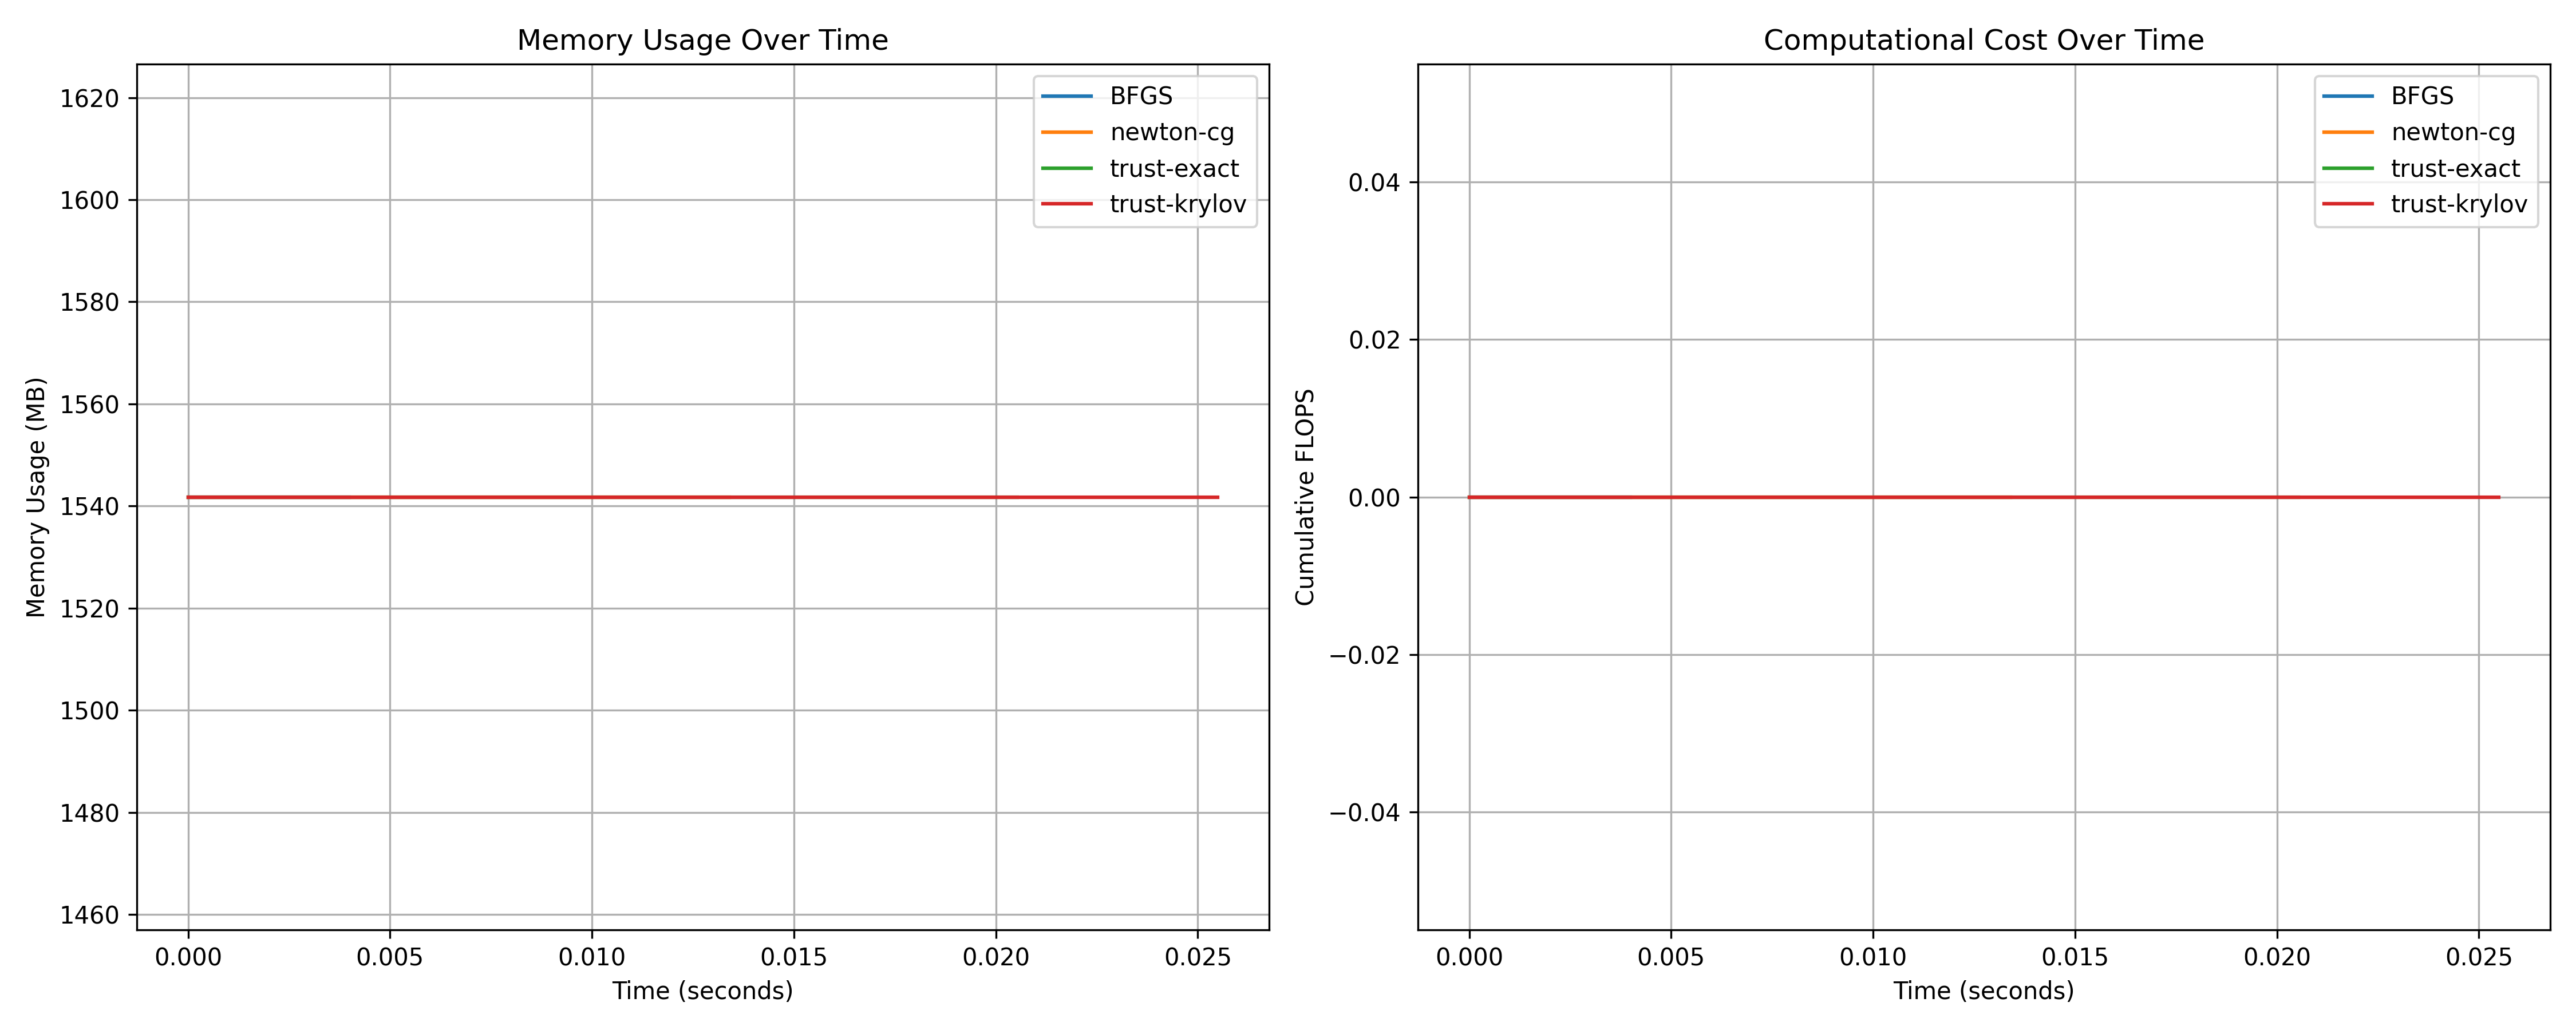 Memory Usage Over Time
Memory Usage (MB)
1620
1600
1580
1560
1540
1520
1500
1480
1460
BFGS
newton-cg
trust-exact
trust-krylov
0.000 0.005 0.010 0.015 0.020 0.025
Time (seconds)
Computational Cost Over Time
Cumulative FLOPS
0.04
0.02
0.00
−0.02
−0.04
BFGS
newton-cg
trust-exact
trust-krylov
0.000 0.005 0.010 0.015 0.020 0.025
Time (seconds)